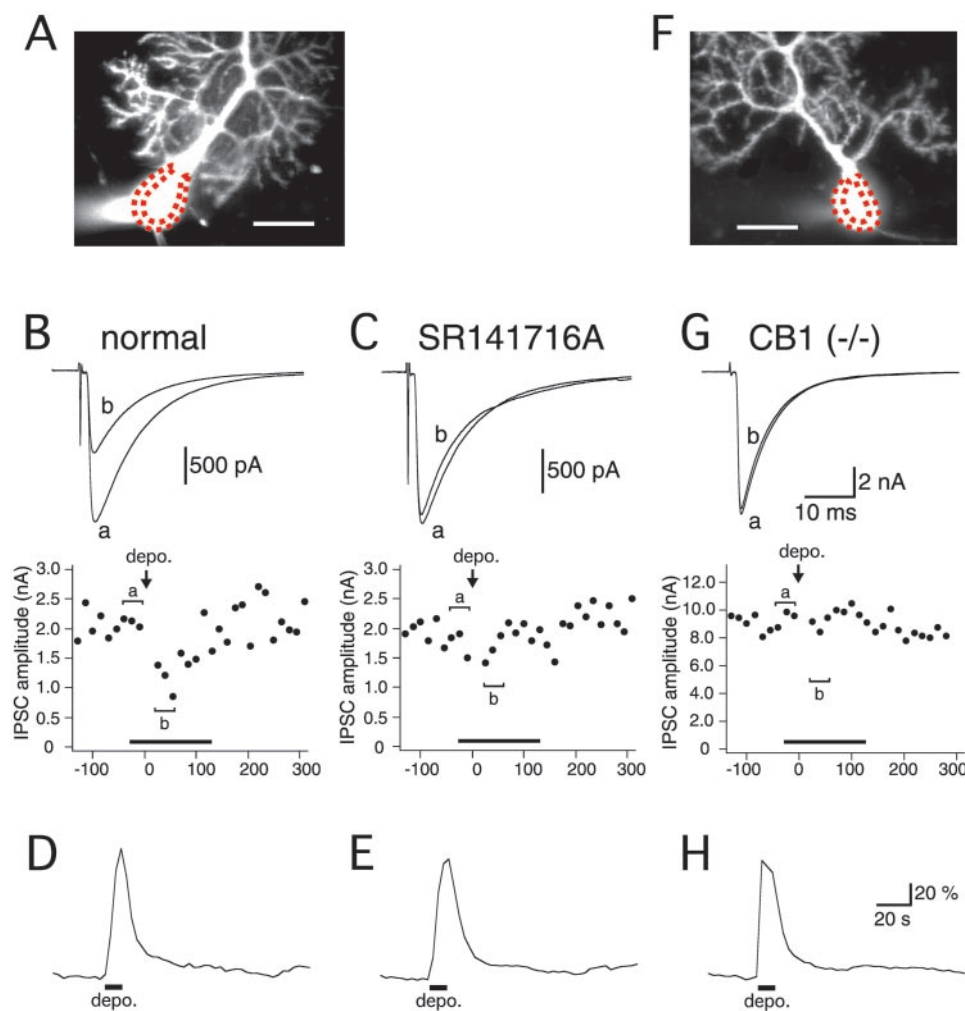 A
F
B normal
C SR141716A
G CB1 (-/-)
b
a
500 pA
b
a
500 pA
b
a
2 nA
10 ms
IPSC amplitude (nA)
3.0
2.5
2.0
1.5
1.0
0.5
0
depo.
a
b
-100 0 100 200 300
IPSC amplitude (nA)
3.0
2.5
2.0
1.5
1.0
0.5
0
depo.
a
b
-100 0 100 200 300
IPSC amplitude (nA)
12.0
10.0
8.0
6.0
4.0
2.0
0
depo.
a
b
-100 0 100 200 300
D
depo.
E
depo.
H
20 %
20 s
depo.